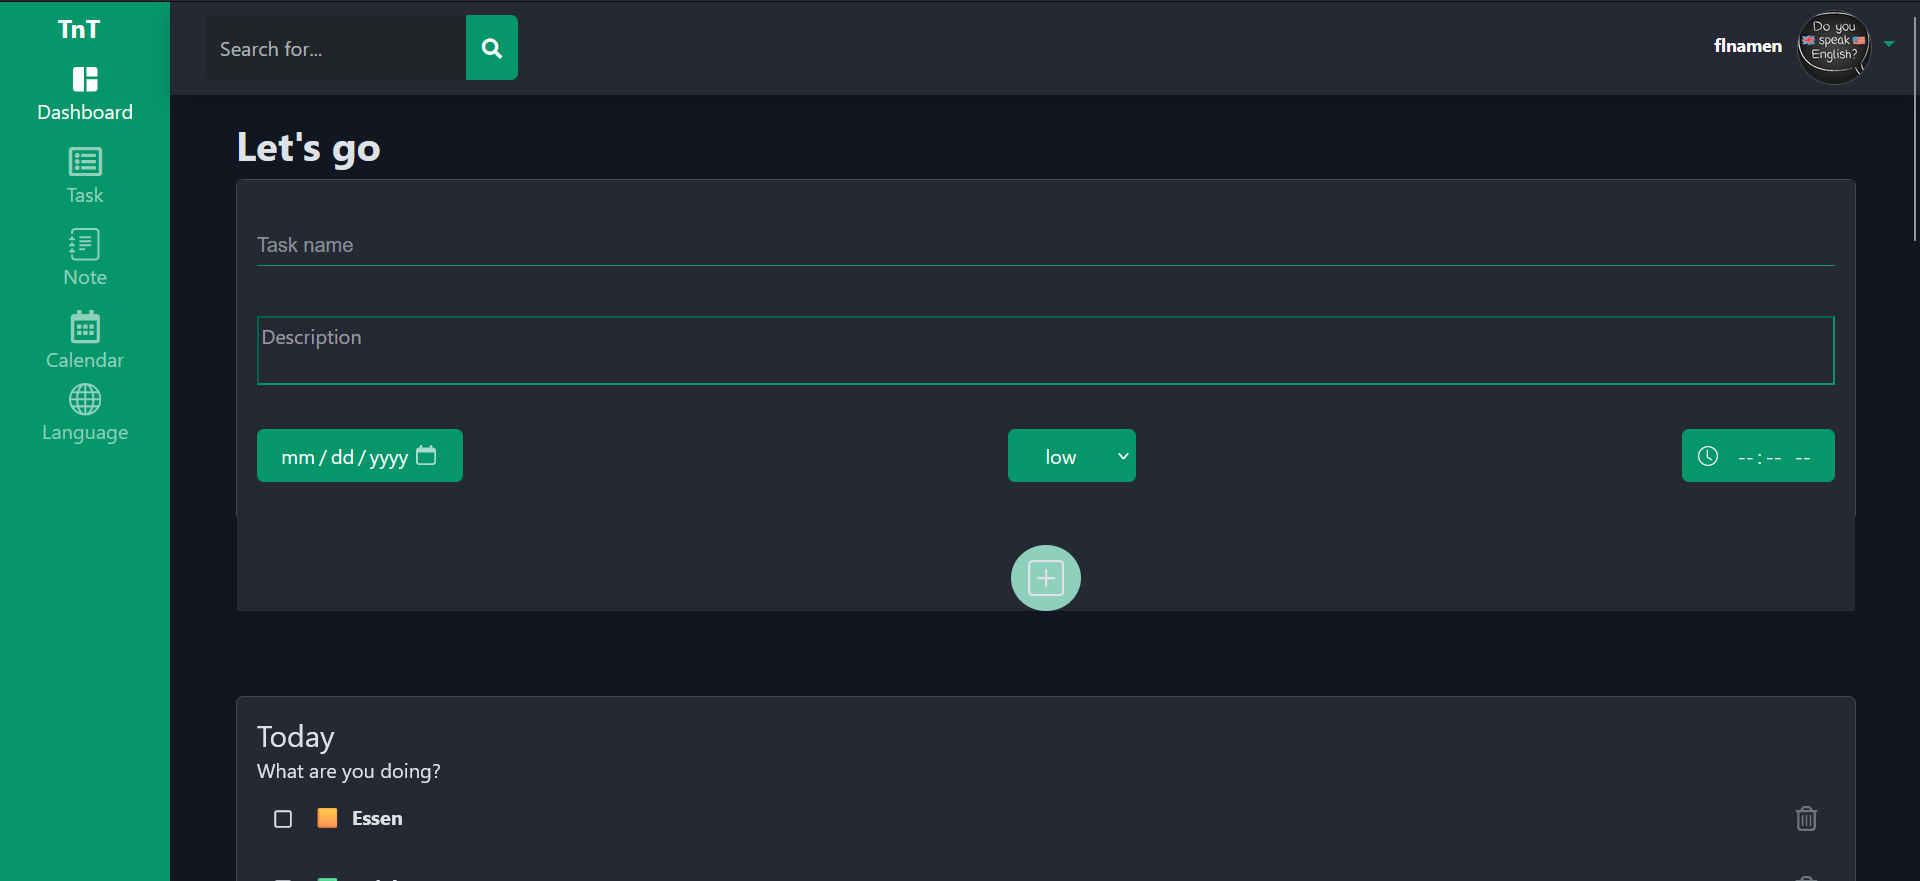 TnT
Dashboard
Task
Note
Calendar
Language
Search for...
flnamen
Do you
speak
English?
Let's go
Task name
Description
mm/dd/yyyy
low
--:-- --
Today
What are you doing?
Essen